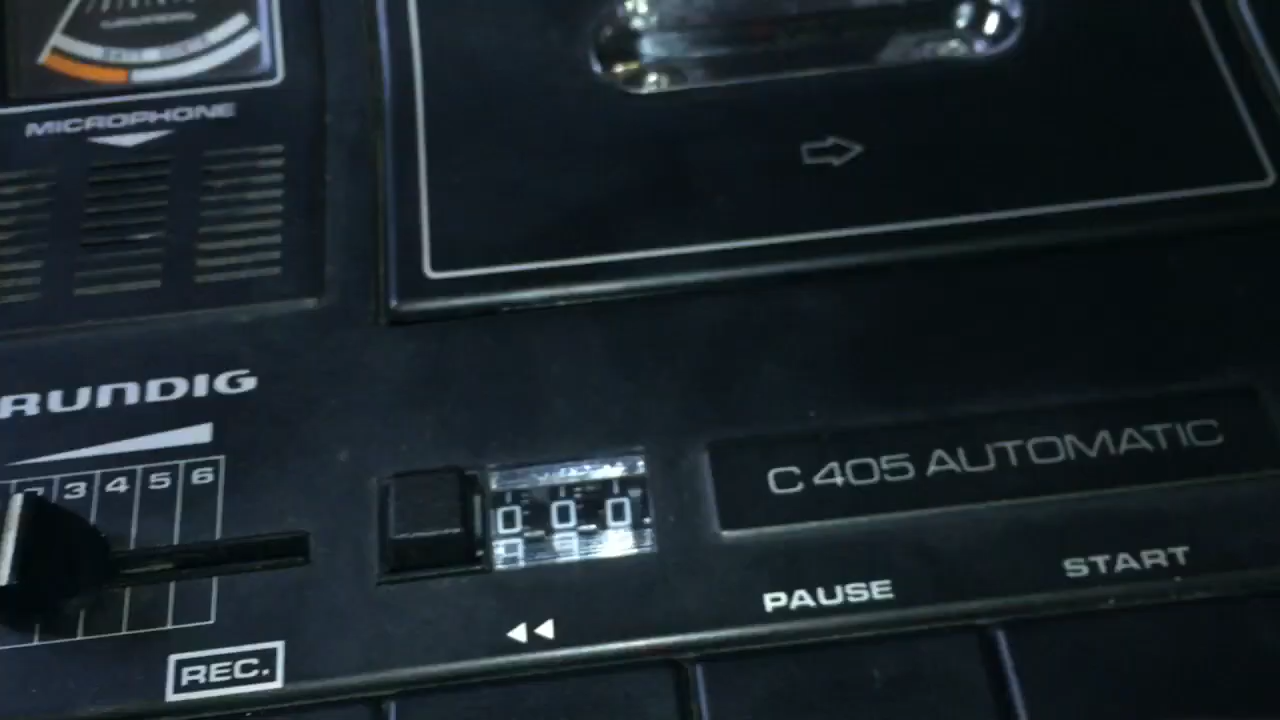 MICROPHONE
RUNDIG
3 4 5 6
000
C 405 AUTOMATIC
PAUSE
START
REC.